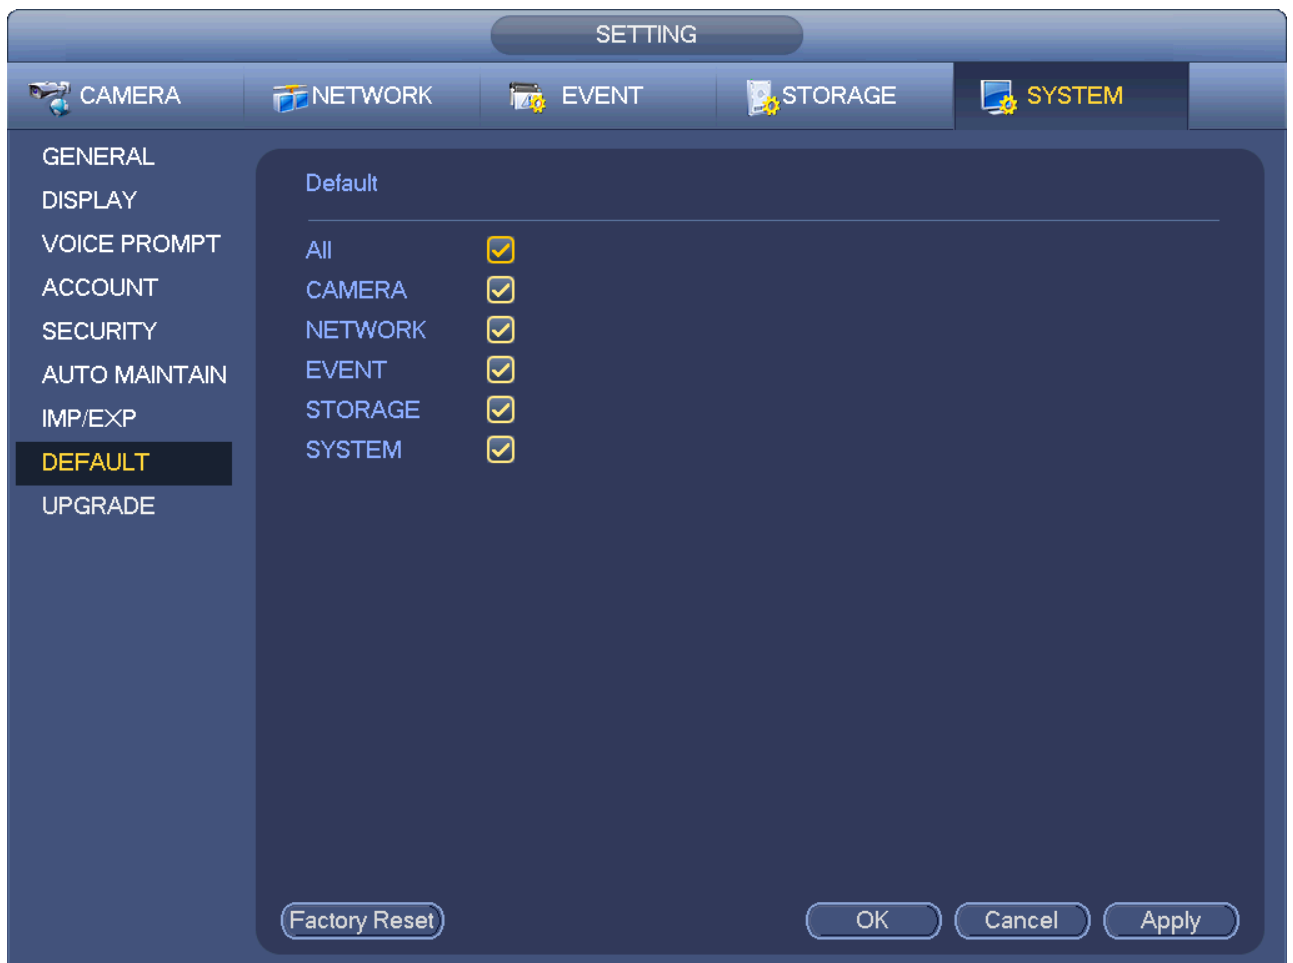 SETTING
CAMERA NETWORK EVENT STORAGE SYSTEM
GENERAL
DISPLAY
VOICE PROMPT
ACCOUNT
SECURITY
AUTO MAINTAIN
IMP/EXP
DEFAULT
UPGRADE
Default
All
CAMERA
NETWORK
EVENT
STORAGE
SYSTEM
Factory Reset OK Cancel Apply